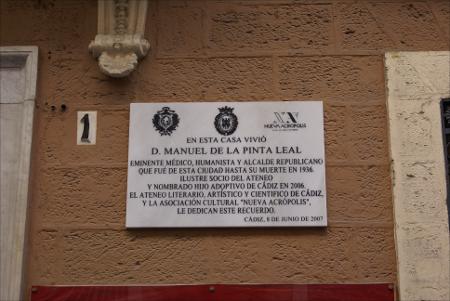 1
NUEVA ACRÓPOLIS
EN ESTA CASA VIVIÓ
D. MANUEL DE LA PINTA LEAL
EMINENTE MÉDICO, HUMANISTA Y ALCALDE REPUBLICANO
QUE FUÉ DE ESTA CIUDAD HASTA SU MUERTE EN 1936.
ILUSTRE SOCIO DEL ATENEO
Y NOMBRADO HIJO ADOPTIVO DE CÁDIZ EN 2006.
EL ATENEO LITERARIO, ARTÍSTICO Y CIENTIFICO DE CÁDIZ,
Y LA ASOCIACIÓN CULTURAL "NUEVA ACRÓPOLIS",
LE DEDICAN ESTE RECUERDO.
CÁDIZ, 8 DE JUNIO DE 2007